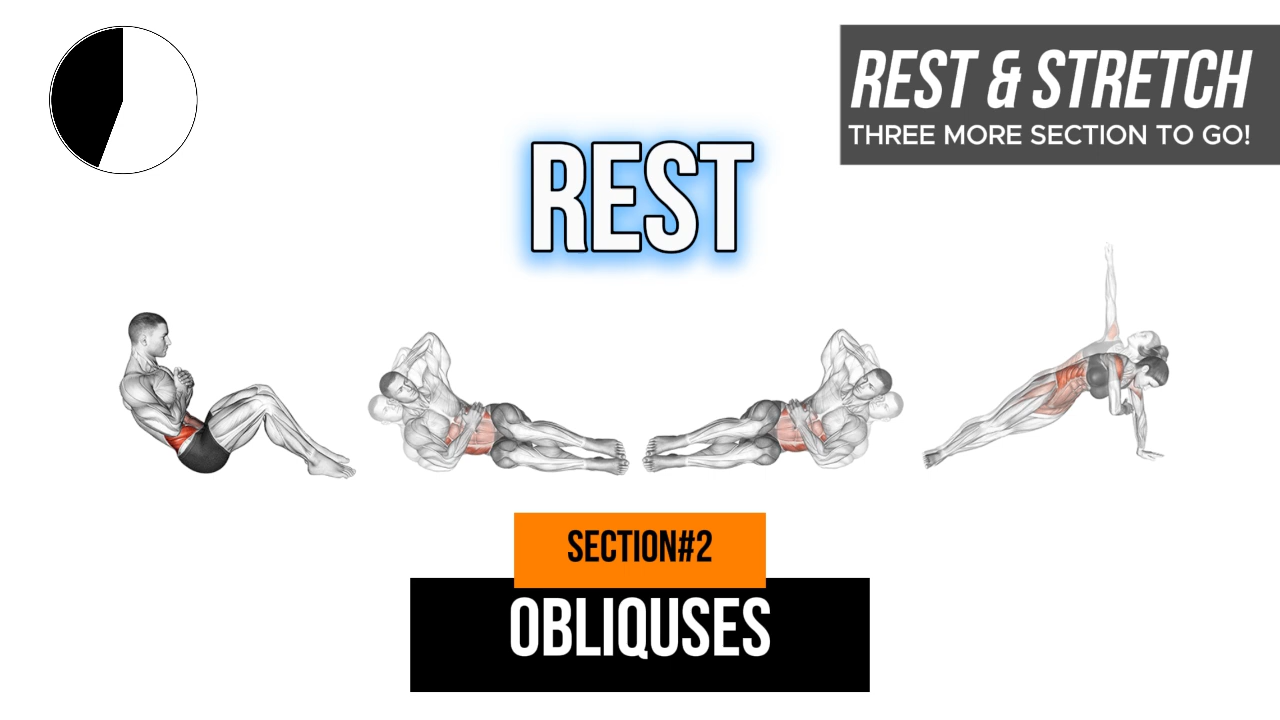 REST & STRETCH
THREE MORE SECTION TO GO!
REST
SECTION#2
OBLIQUSES